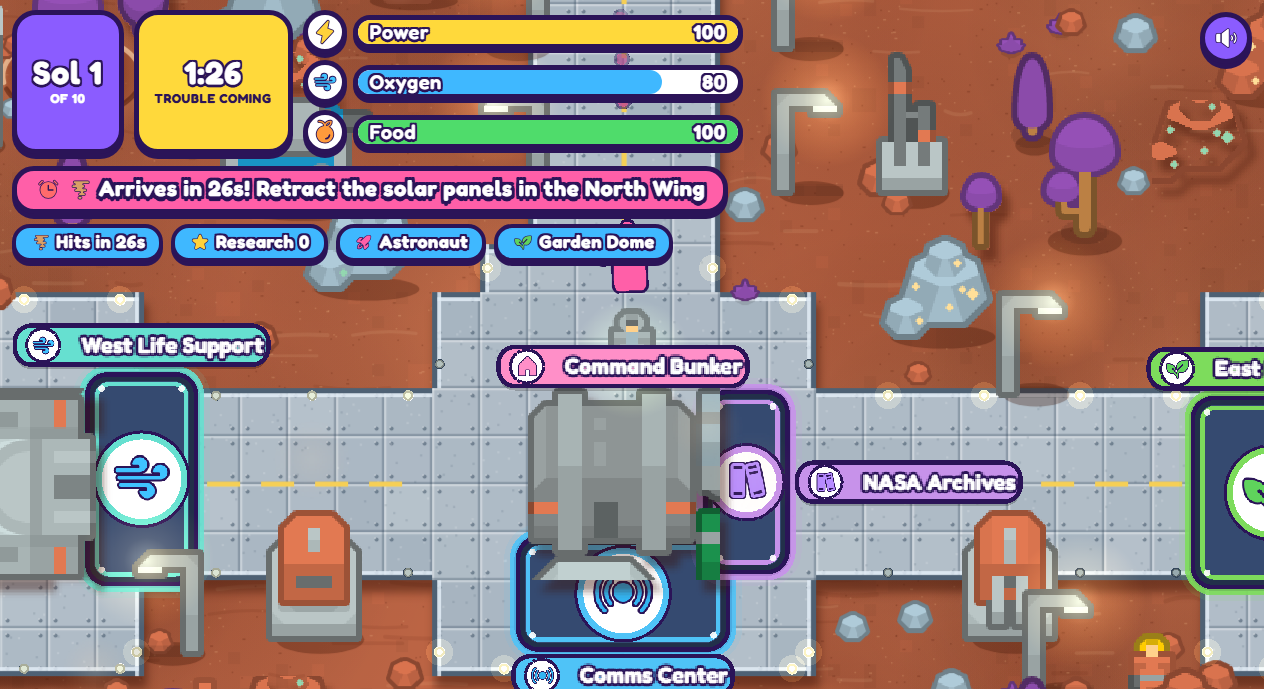 Sol 1
OF 10
1:26
TROUBLE COMING
Power
100
Oxygen
80
Food
100
Arrives in 26s! Retract the solar panels in the North Wing
Hits in 26s
Research 0
Astronaut
Garden Dome
West Life Support
Command Bunker
East
NASA Archives
Comms Center